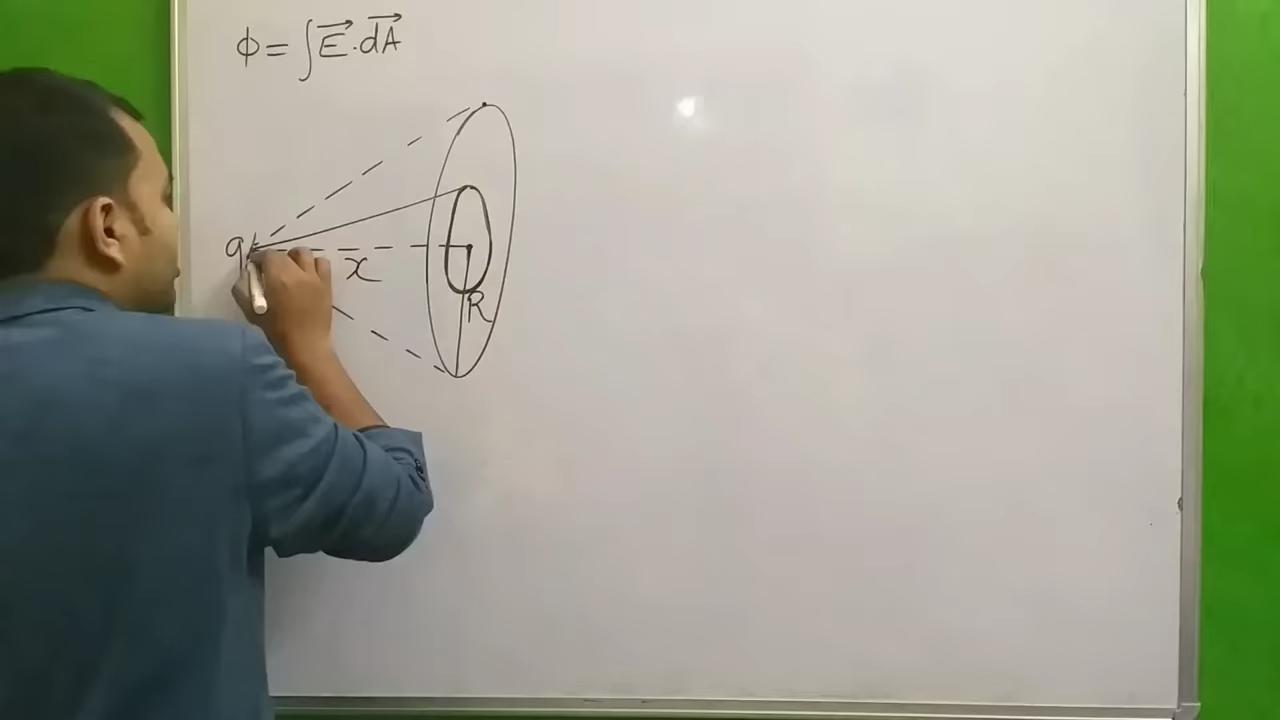 ϕ = ∫ E⃗ · dA⃗
q
x
R